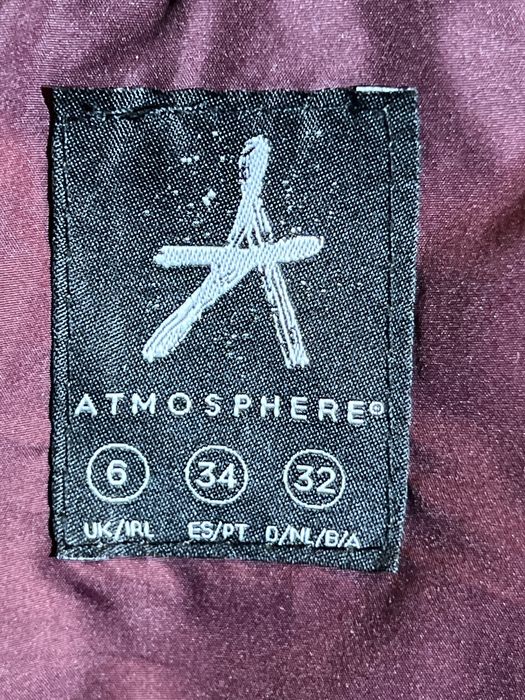 ATMOSPHERE®
6 34 32
UK/IRL ES/PT D/NL/B/A